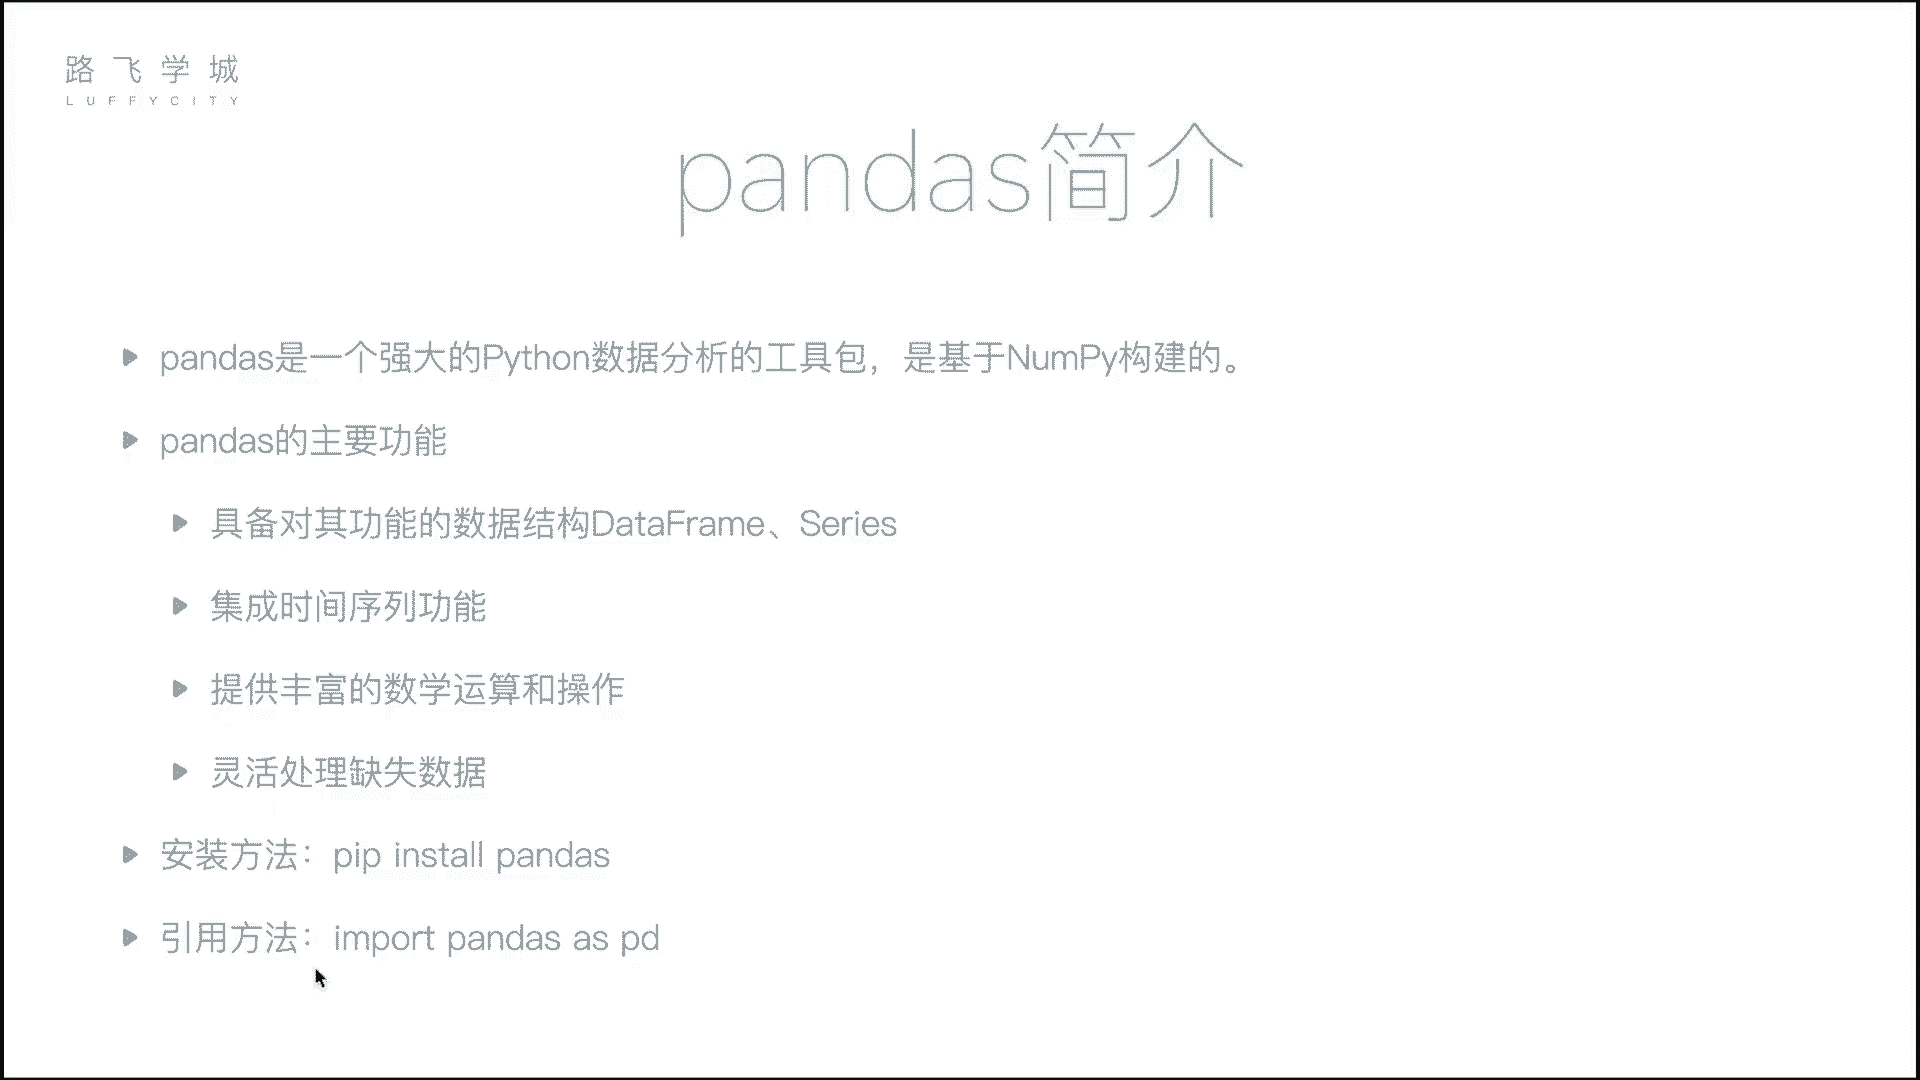 路飞学城
LUFFYCITY
pandas简介
pandas是一个强大的Python数据分析的工具包，是基于NumPy构建的。
pandas的主要功能
具备对其功能的数据结构DataFrame、Series
集成时间序列功能
提供丰富的数学运算和操作
灵活处理缺失数据
安装方法：pip install pandas
引用方法：import pandas as pd